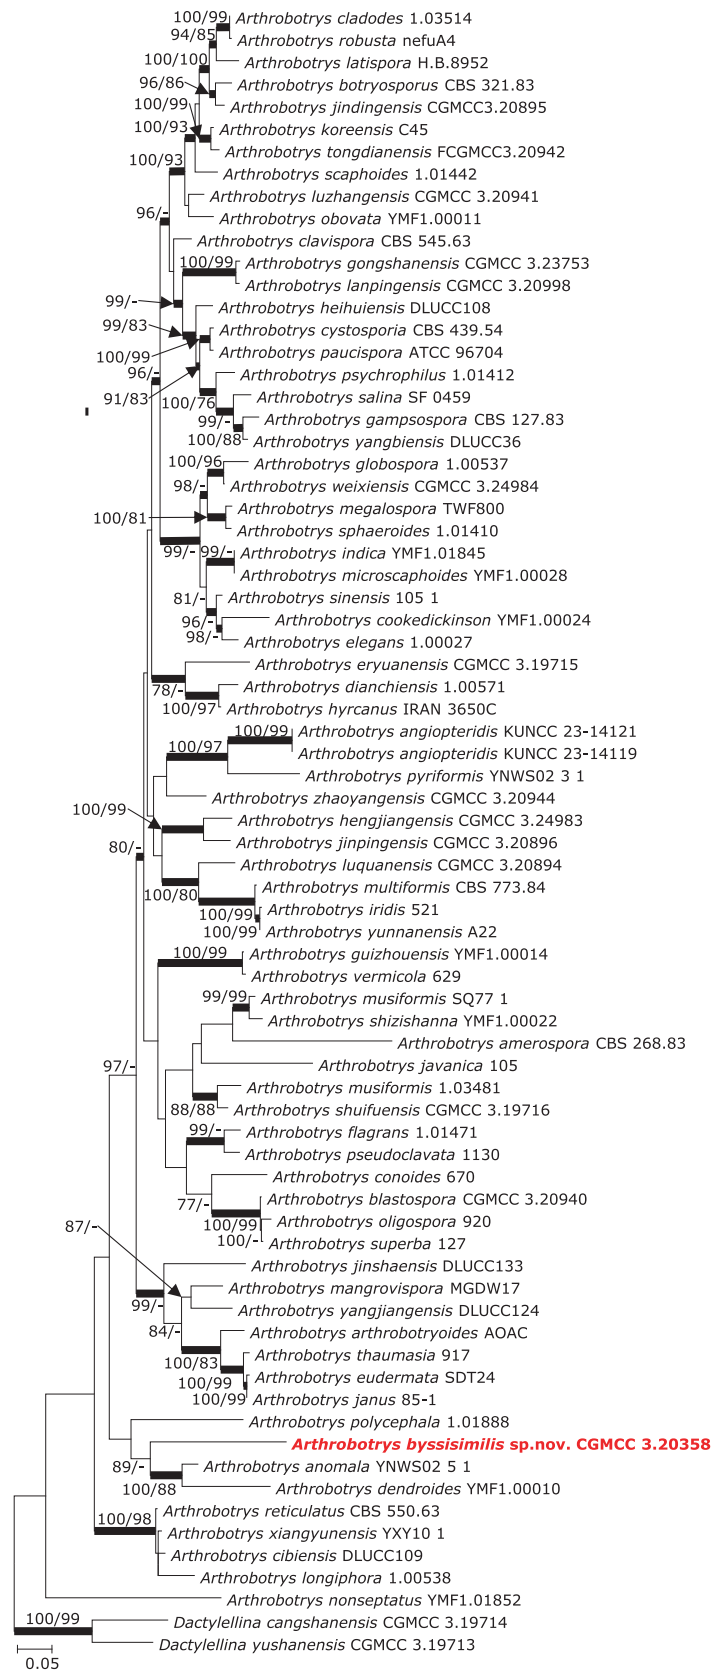 100/99
Arthrobotrys cladodes 1.03514
94/85
Arthrobotrys robusta nefuA4
100/100
Arthrobotrys latispora H.B.8952
96/86
Arthrobotrys botryosporus CBS 321.83
100/99
Arthrobotrys jindingensis CGMCC3.20895
100/93
Arthrobotrys koreensis C45
Arthrobotrys tongdianensis FCGMCC3.20942
100/93
Arthrobotrys scaphoides 1.01442
Arthrobotrys luzhangensis CGMCC 3.20941
96/-
Arthrobotrys obovata YMF1.00011
Arthrobotrys clavispora CBS 545.63
100/99
Arthrobotrys gongshanensis CGMCC 3.23753
Arthrobotrys lanpingensis CGMCC 3.20998
99/-
Arthrobotrys heihuiensis DLUCC108
99/83
Arthrobotrys cystosporia CBS 439.54
100/99
Arthrobotrys paucispora ATCC 96704
96/-
Arthrobotrys psychrophilus 1.01412
91/83
100/76
Arthrobotrys salina SF 0459
99/-
Arthrobotrys gampsospora CBS 127.83
100/88
Arthrobotrys yangbiensis DLUCC36
100/96
Arthrobotrys globospora 1.00537
98/-
Arthrobotrys weixiensis CGMCC 3.24984
Arthrobotrys megalospora TWF800
100/81
Arthrobotrys sphaeroides 1.01410
99/-
99/-
Arthrobotrys indica YMF1.01845
Arthrobotrys microscaphoides YMF1.00028
81/-
Arthrobotrys sinensis 105 1
96/-
Arthrobotrys cookedickinson YMF1.00024
98/-
Arthrobotrys elegans 1.00027
Arthrobotrys eryuanensis CGMCC 3.19715
78/-
Arthrobotrys dianchiensis 1.00571
100/97
Arthrobotrys hyrcanus IRAN 3650C
100/99
Arthrobotrys angiopteridis KUNCC 23-14121
100/97
Arthrobotrys angiopteridis KUNCC 23-14119
Arthrobotrys pyriformis YNWS02 3 1
Arthrobotrys zhaoyangensis CGMCC 3.20944
100/99
Arthrobotrys hengjiangensis CGMCC 3.24983
Arthrobotrys jinpingensis CGMCC 3.20896
80/-
Arthrobotrys luquanensis CGMCC 3.20894
100/80
Arthrobotrys multiformis CBS 773.84
100/99
Arthrobotrys iridis 521
100/99
Arthrobotrys yunnanensis A22
100/99
Arthrobotrys guizhouensis YMF1.00014
Arthrobotrys vermicola 629
99/99
Arthrobotrys musiformis SQ77 1
Arthrobotrys shizishanna YMF1.00022
Arthrobotrys amerospora CBS 268.83
97/-
Arthrobotrys javanica 105
Arthrobotrys musiformis 1.03481
88/88
Arthrobotrys shuifuensis CGMCC 3.19716
99/-
Arthrobotrys flagrans 1.01471
Arthrobotrys pseudoclavata 1130
Arthrobotrys conoides 670
77/-
Arthrobotrys blastospora CGMCC 3.20940
100/99
Arthrobotrys oligospora 920
87/-
100/-
Arthrobotrys superba 127
Arthrobotrys jinshaensis DLUCC133
Arthrobotrys mangrovispora MGDW17
99/-
Arthrobotrys yangjiangensis DLUCC124
84/-
Arthrobotrys arthrobotryoides AOAC
100/83
Arthrobotrys thaumasia 917
100/99
Arthrobotrys eudermata SDT24
100/99
Arthrobotrys janus 85-1
Arthrobotrys polycephala 1.01888
Arthrobotrys byssisimilis sp.nov. CGMCC 3.20358
89/-
Arthrobotrys anomala YNWS02 5 1
100/88
Arthrobotrys dendroides YMF1.00010
Arthrobotrys reticulatus CBS 550.63
100/98
Arthrobotrys xiangyunensis YXY10 1
Arthrobotrys cibiensis DLUCC109
Arthrobotrys longiphora 1.00538
Arthrobotrys nonseptatus YMF1.01852
100/99
Dactylellina cangshanensis CGMCC 3.19714
Dactylellina yushanensis CGMCC 3.19713
0.05